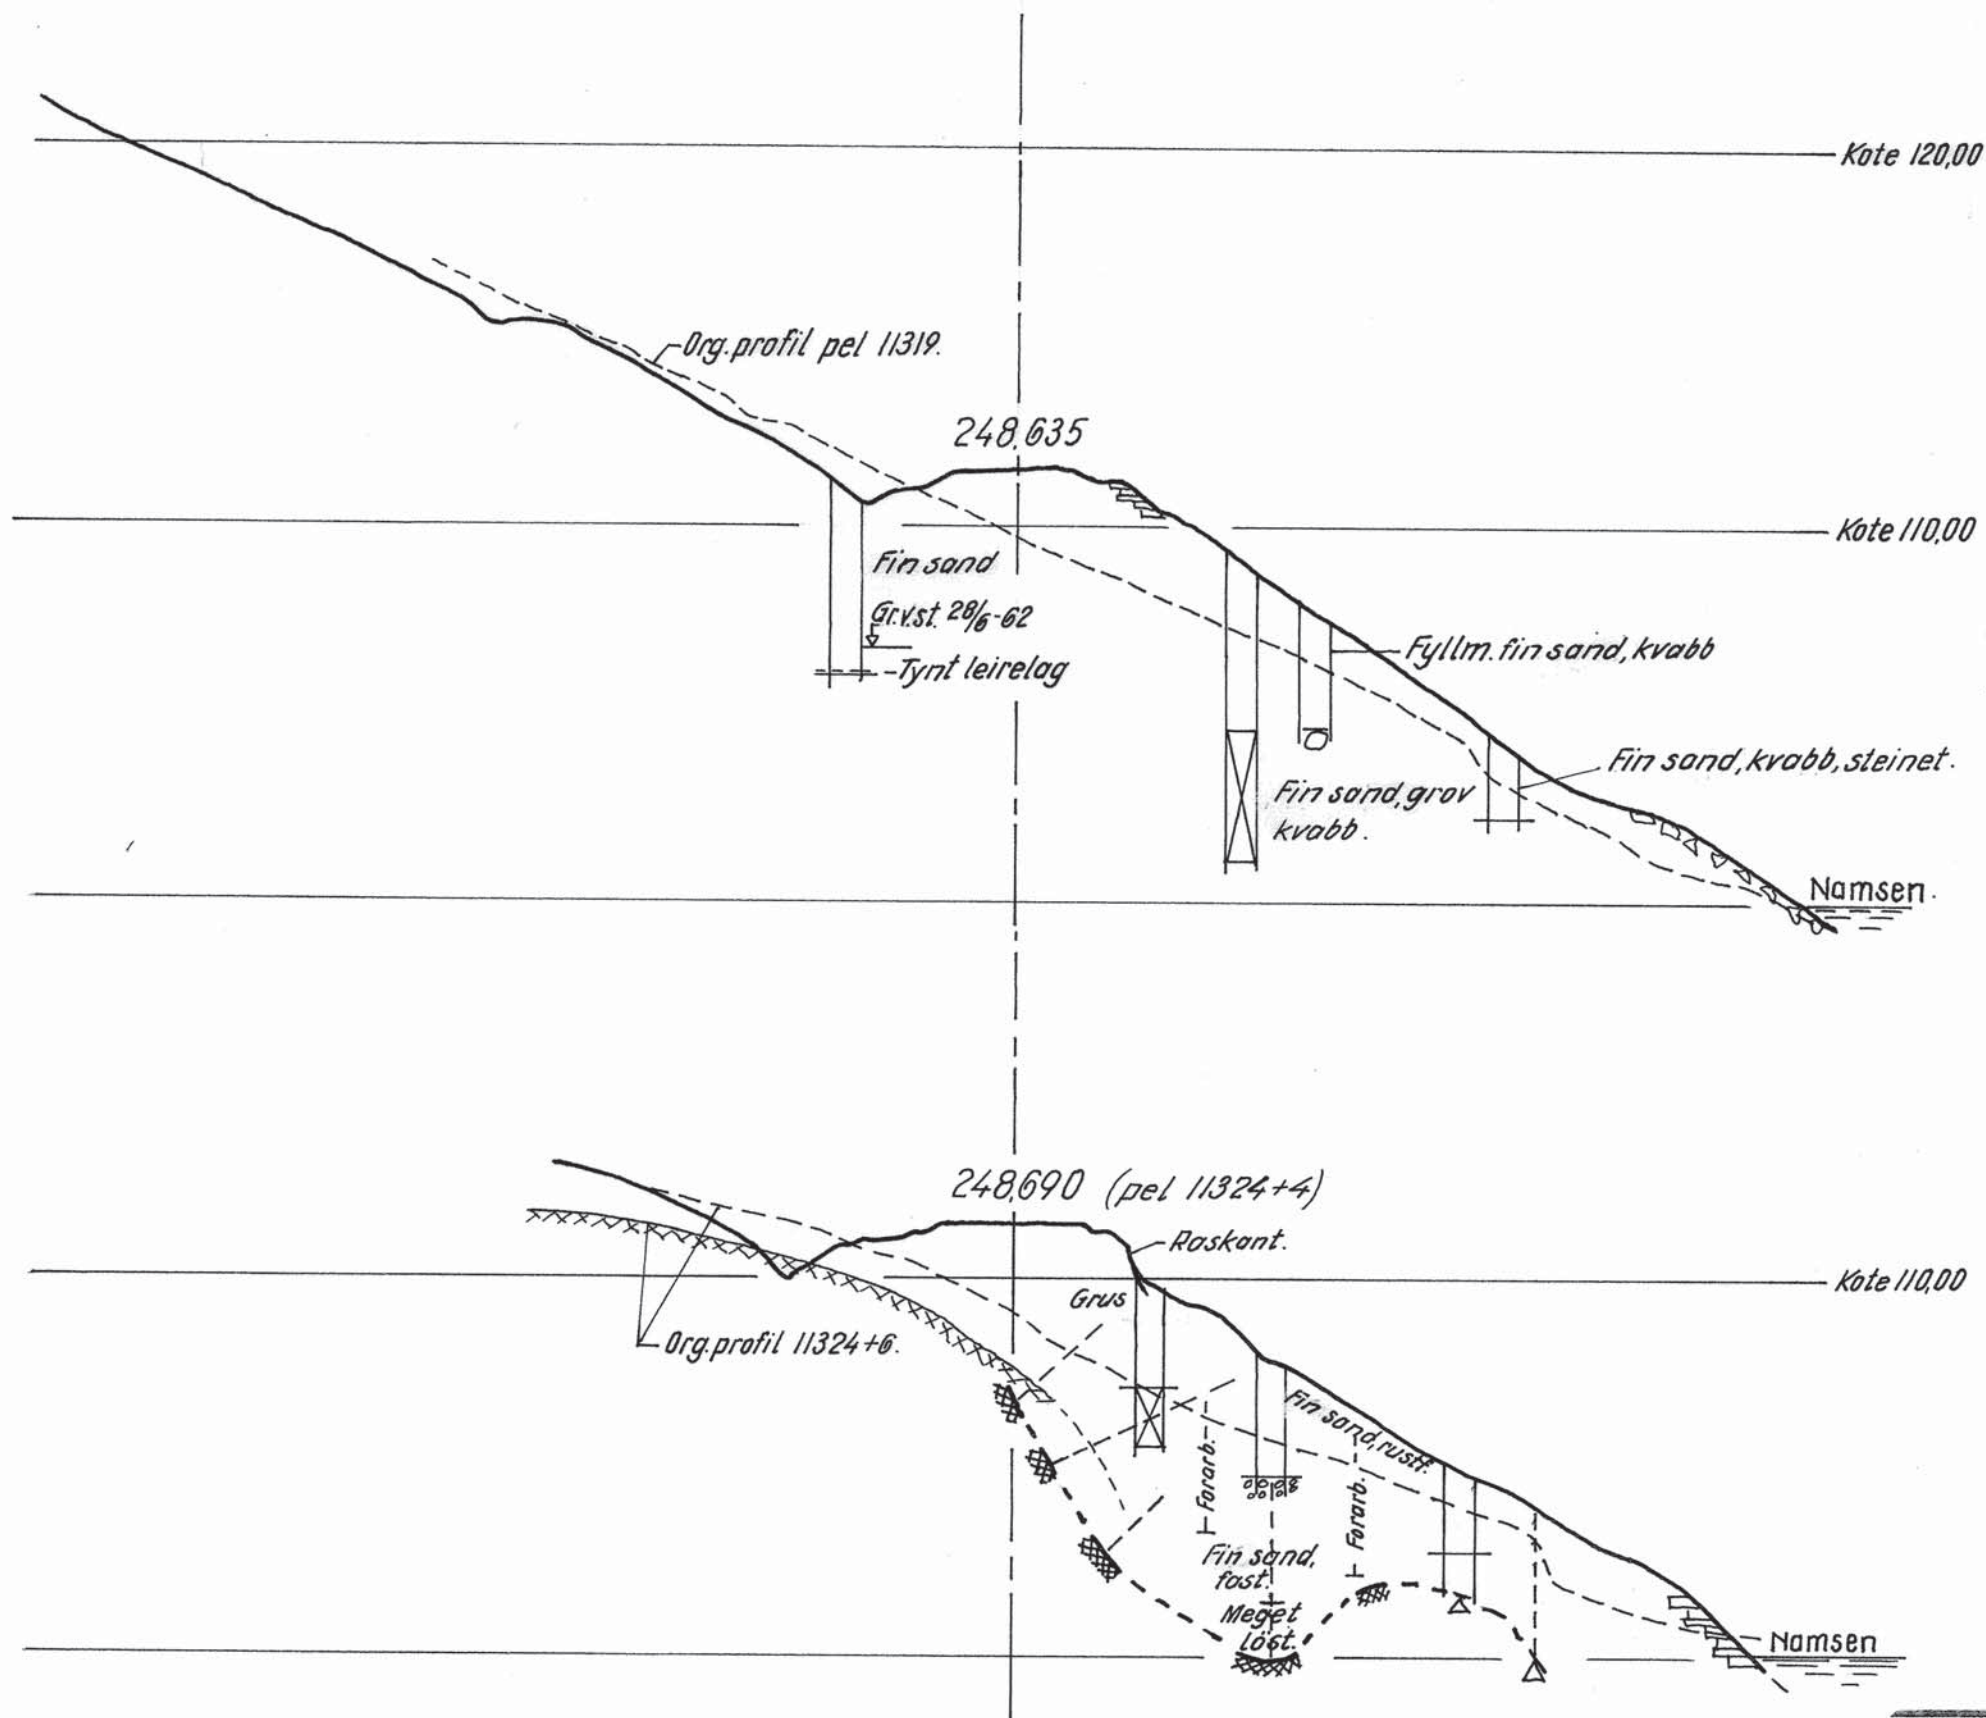 Kote 120,00
Org. profil pel 11319.
248,635
Kote 110,00
Fin sand
Gr.v.st. 28/6-62
Tynt leirelag
Fyllm. fin sand, kvabb
Fin sand, kvabb, steinet.
Fin sand, grov
kvabb.
Namsen.
248,690 (pel 11324+4)
Raskant.
Kote 110,00
Grus
Org. profil 11324+6.
Fin sand, rustf.
Forarb.
Forarb.
Fin sand,
fast.
Meget
löst.
Namsen